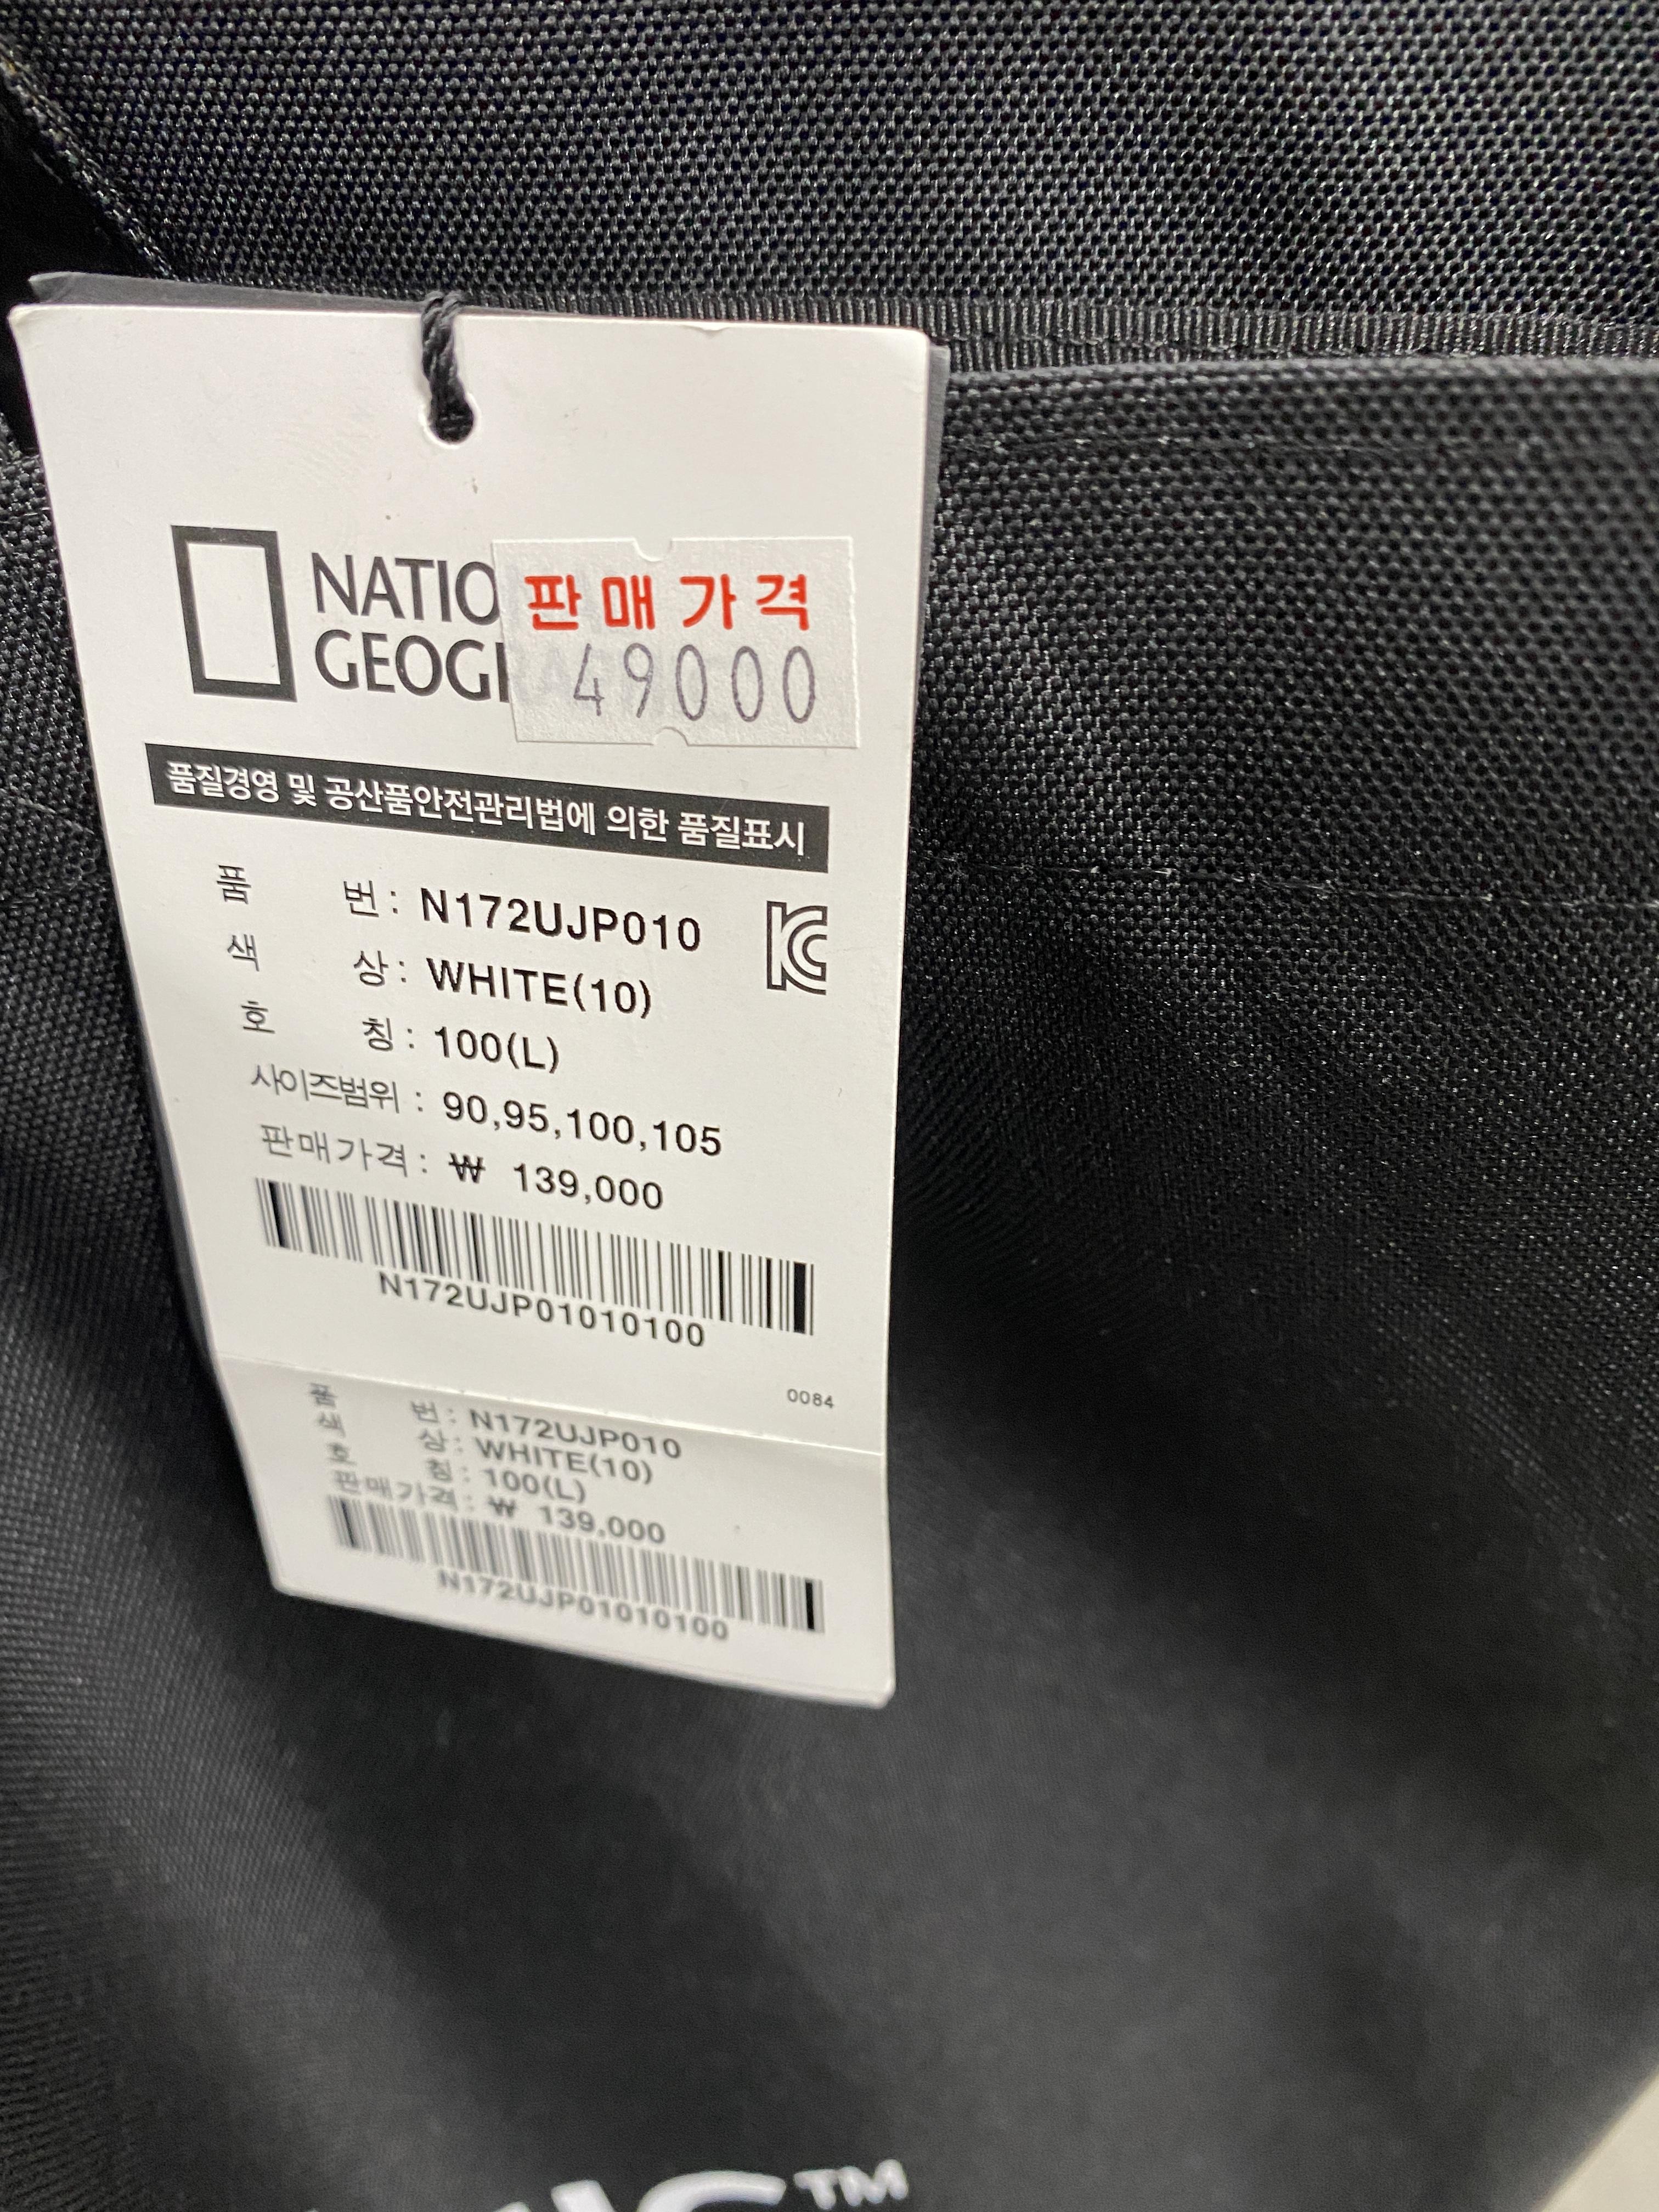 NATIO
GEOGR
판매가격
49000
품질경영 및 공산품안전관리법에 의한 품질표시
품 번 : N172UJP010
색 상 : WHITE(10)
호 칭 : 100(L)
사이즈범위 : 90,95,100,105
판매가격 : ₩ 139,000
N172UJP01010100
0084
품 번 : N172UJP010
색 상 : WHITE(10)
호 칭 : 100(L)
판매가격 : ₩ 139,000
N172UJP01010100
TM